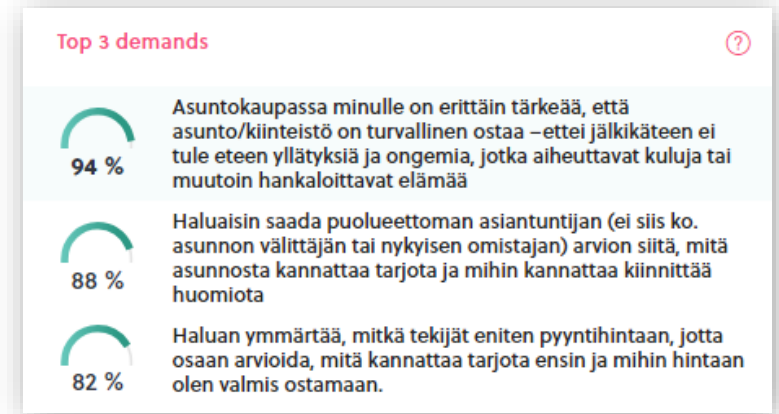 Top 3 demands
?
94 %
Asuntokaupassa minulle on erittäin tärkeää, että
asunto/kiinteistö on turvallinen ostaa –ettei jälkikäteen ei
tule eteen yllätyksiä ja ongemia, jotka aiheuttavat kuluja tai
muutoin hankaloittavat elämää
88 %
Haluaisin saada puolueettoman asiantuntijan (ei siis ko.
asunnon välittäjän tai nykyisen omistajan) arvion siitä, mitä
asunnosta kannattaa tarjota ja mihin kannattaa kiinnittää
huomiota
82 %
Haluan ymmärtää, mitkä tekijät eniten pyyntihintaan, jotta
osaan arvioida, mitä kannattaa tarjota ensin ja mihin hintaan
olen valmis ostamaan.